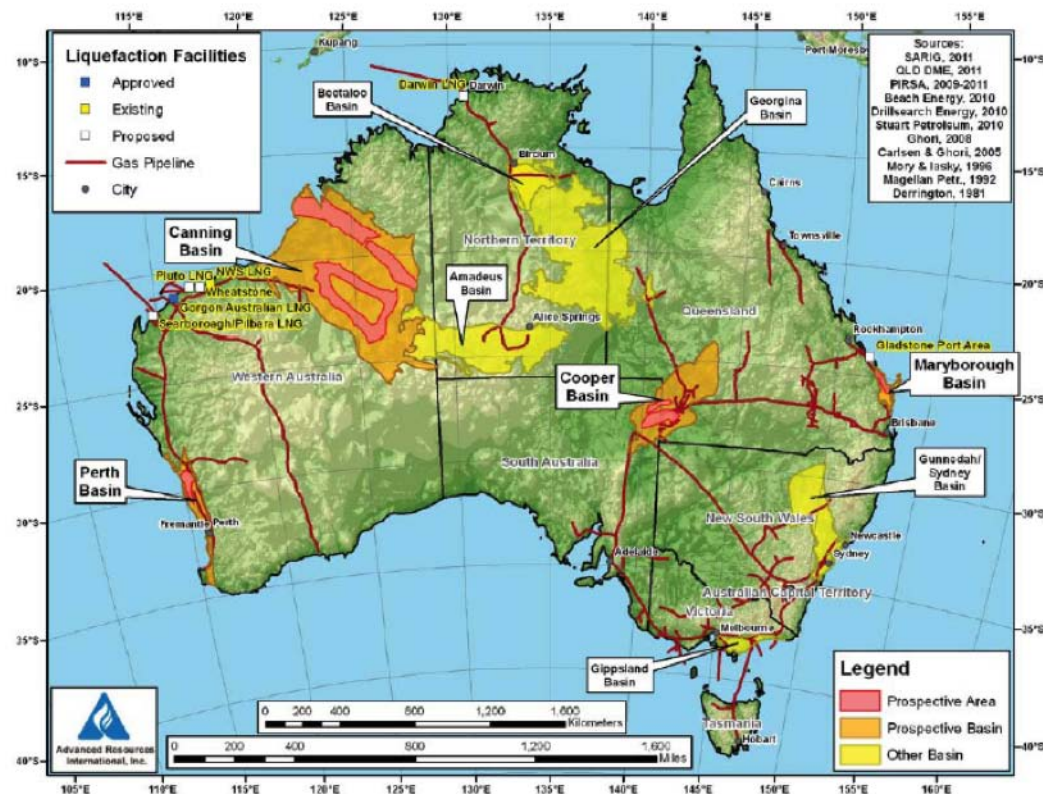 115°E
120°E
125°E
130°E
135°E
140°E
145°E
150°E
155°E
Liquefaction Facilities
Approved
Existing
Proposed
Gas Pipeline
City
Kupang
Port Moresby
Sources:
SARIG, 2011
QLD DME, 2011
PIRSA, 2009-2011
Beach Energy, 2010
Drillsearch Energy, 2010
Stuart Petroleum, 2010
Ghori, 2008
Carlsen & Ghori, 2005
Mory & Iasky, 1996
Magellan Petr., 1992
Derrington, 1981
10°S
10°S
15°S
15°S
20°S
20°S
25°S
25°S
30°S
30°S
35°S
35°S
40°S
40°S
Darwin LNG
Darwin
Beetaloo
Basin
Georgina
Basin
Birdum
Cairns
Townsville
Canning
Basin
Northern Territory
Pluto LNG
NWS LNG
Wheatstone
Gorgon Australian LNG
Scarborough/Pilbara LNG
Amadeus
Basin
Alice Springs
Queensland
Rockhampton
Gladstone Port Area
Western Australia
Cooper
Basin
Maryborough
Basin
Brisbane
South Australia
Gunnedah/
Sydney
Basin
Perth
Basin
Fremantle
Perth
New South Wales
Newcastle
Sydney
Adelaide
Australian Capital Territory
Victoria
Melbourne
Gippsland
Basin
Tasmania
Hobart
Legend
Prospective Area
Prospective Basin
Other Basin
Advanced Resources
International, Inc.
0 200 400 800 1,200 1,600
Kilometers
0 200 400 800 1,200 1,600
Miles
105°E
110°E
115°E
120°E
125°E
130°E
135°E
140°E
145°E
150°E
155°E
160°E